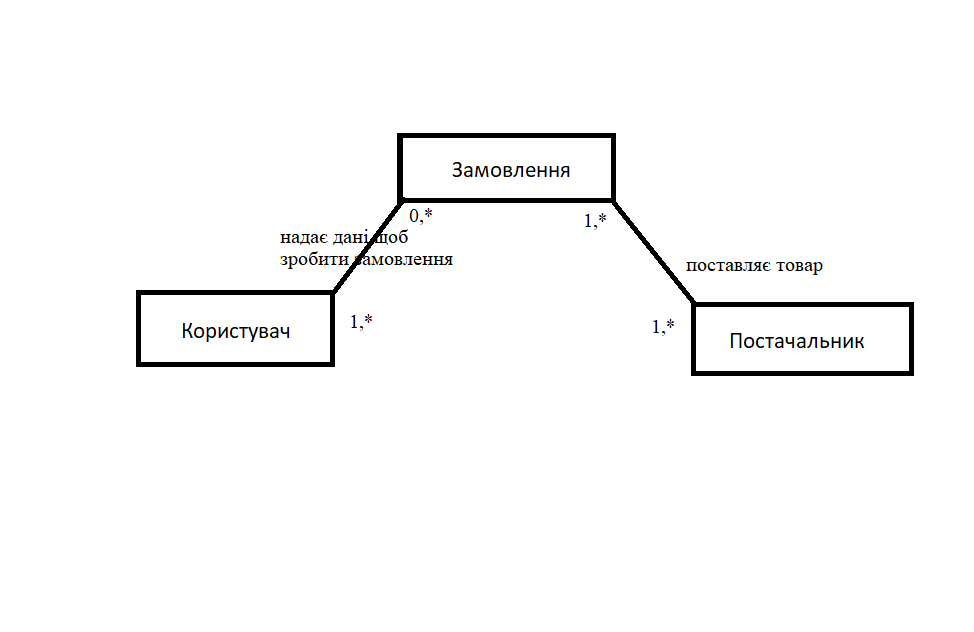 Замовлення
0,*
1,*
надає дані щоб
зробити замовлення
поставляє товар
1,*
1,*
Користувач
Постачальник